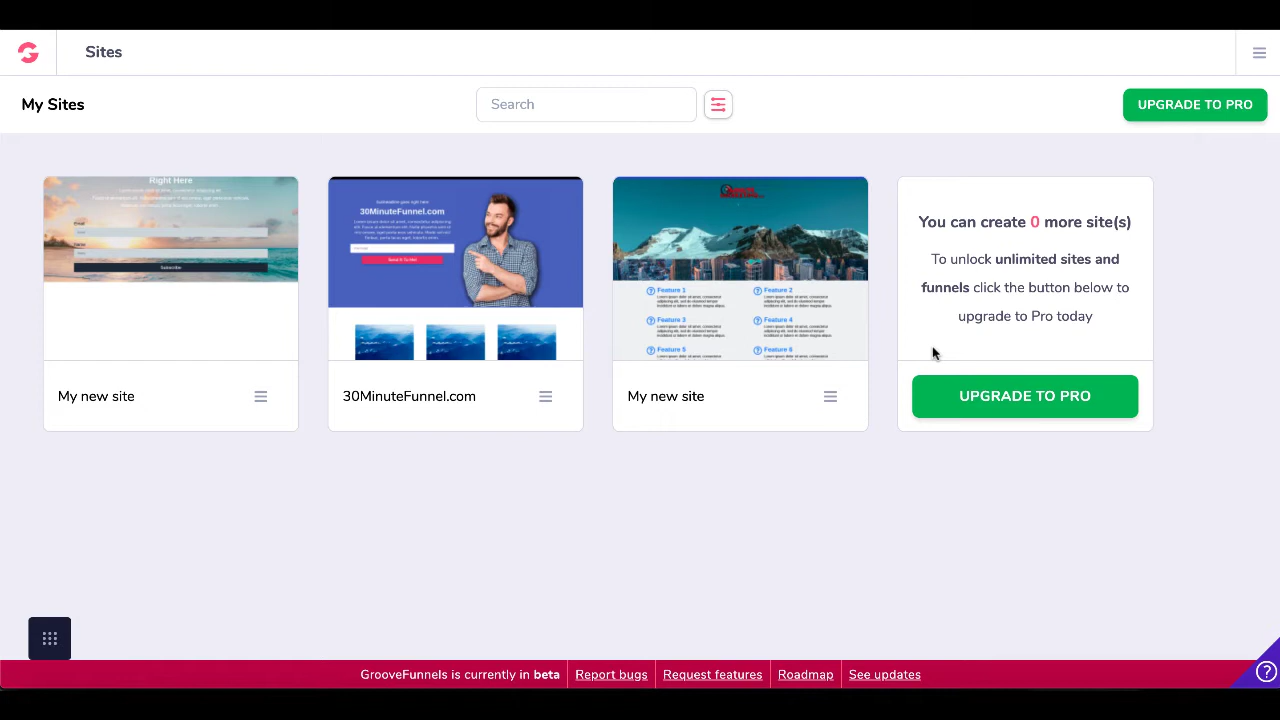 Sites
My Sites
Search
UPGRADE TO PRO
Right Here
Email
Name
Subscribe
My new site
30MinuteFunnel.com
30MinuteFunnel.com
Feature 1
Feature 2
Feature 3
Feature 4
Feature 5
Feature 6
My new site
You can create 0 more site(s)
To unlock unlimited sites and
funnels click the button below to
upgrade to Pro today
UPGRADE TO PRO
GrooveFunnels is currently in beta
Report bugs
Request features
Roadmap
See updates